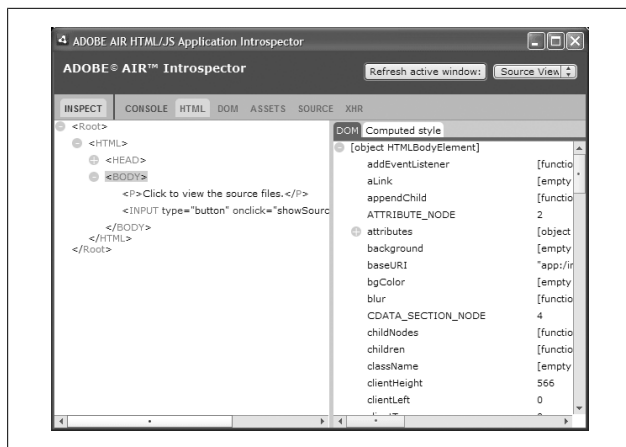 ADOBE AIR HTML/JS Application Introspector
ADOBE® AIR™ Introspector
Refresh active window:
Source View
INSPECT CONSOLE HTML DOM ASSETS SOURCE XHR
<Root>
<HTML>
<HEAD>
<BODY>
<P>Click to view the source files.</P>
<INPUT type="button" onclick="showSourc
</BODY>
</HTML>
</Root>
DOM Computed style
[object HTMLBodyElement]
addEventListener [functio
aLink [empty
appendChild [functio
ATTRIBUTE_NODE 2
attributes [object
background [empty
baseURI "app:/in
bgColor [empty
blur [functio
CDATA_SECTION_NODE 4
childNodes [functio
children [functio
className [empty
clientHeight 566
clientLeft 0